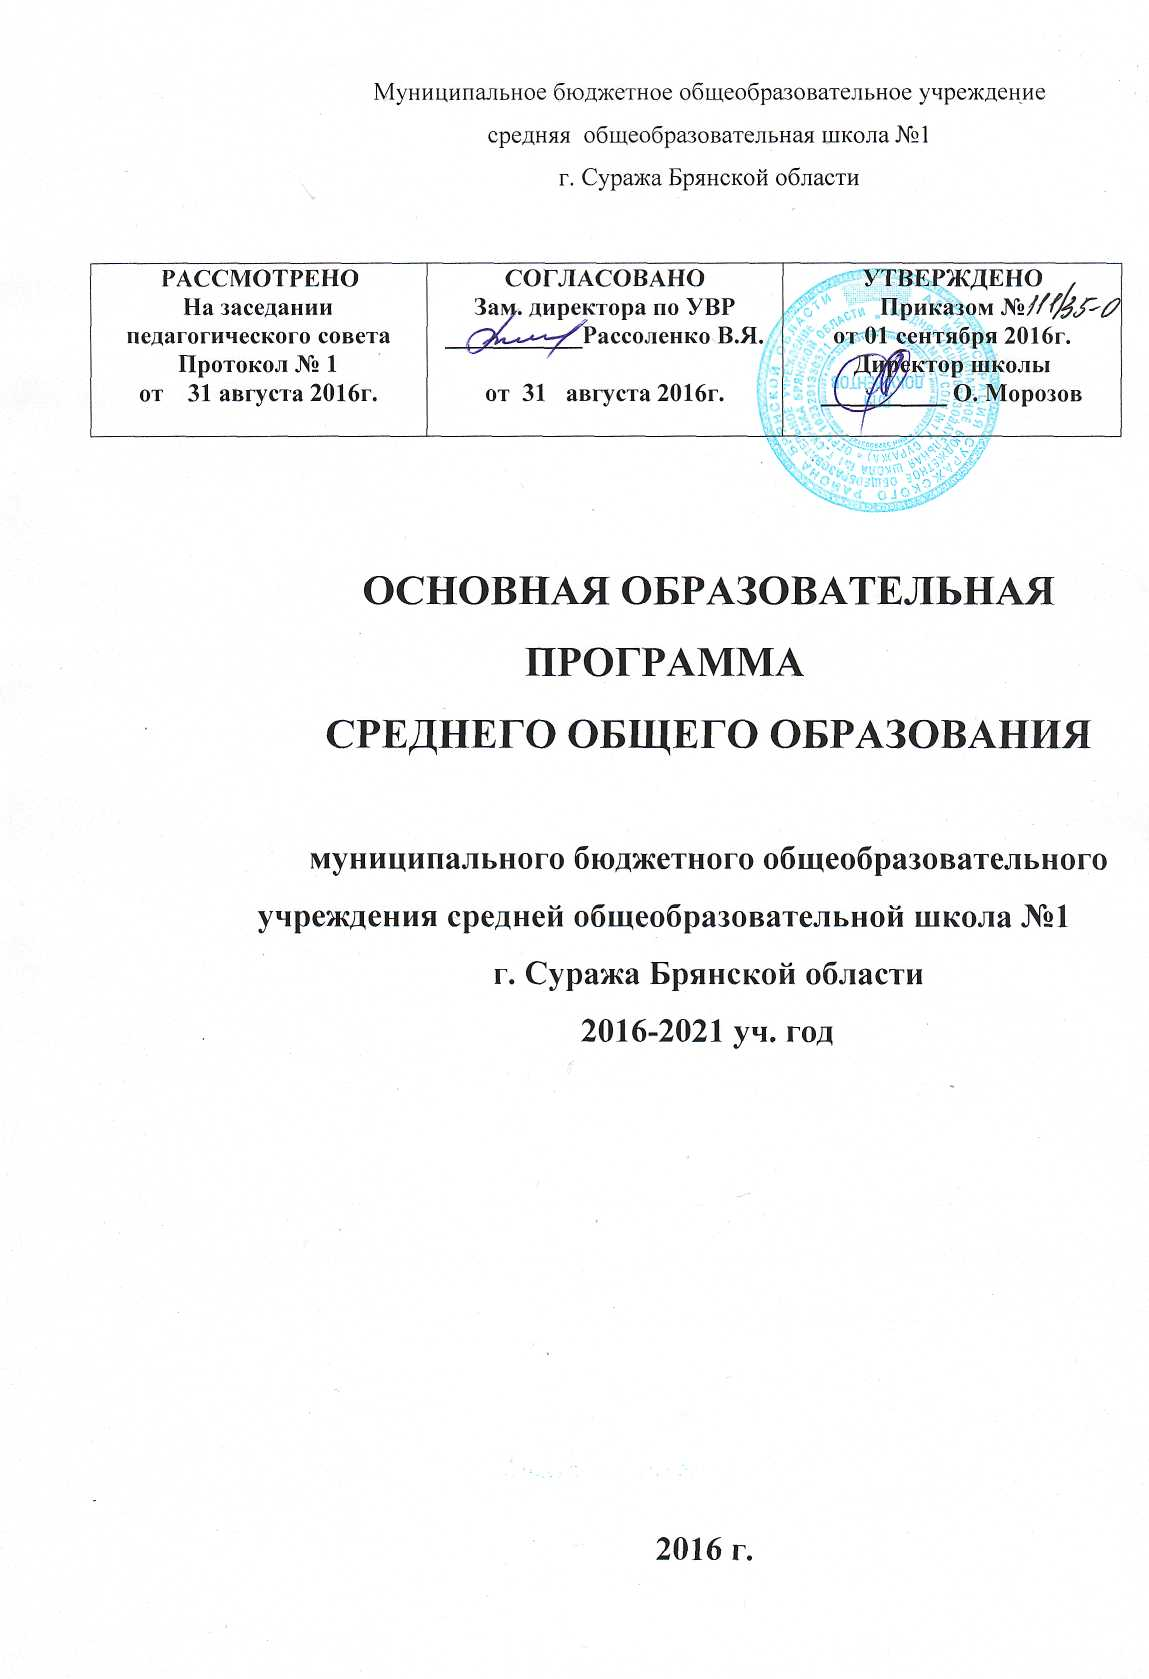 Муниципальное бюджетное общеобразовательное учреждение
средняя общеобразовательная школа №1
г. Суража Брянской области
РАССМОТРЕНО
На заседании
педагогического совета
Протокол № 1
от 31 августа 2016г.
СОГЛАСОВАНО
Зам. директора по УВР
Рассоленко В.Я.
от 31 августа 2016г.
УТВЕРЖДЕНО
Приказом №111/35-О
от 01 сентября 2016г.
Директор школы
О. Морозов
ОСНОВНАЯ ОБРАЗОВАТЕЛЬНАЯ
ПРОГРАММА
СРЕДНЕГО ОБЩЕГО ОБРАЗОВАНИЯ
муниципального бюджетного общеобразовательного
учреждения средней общеобразовательной школа №1
г. Суража Брянской области
2016-2021 уч. год
2016 г.